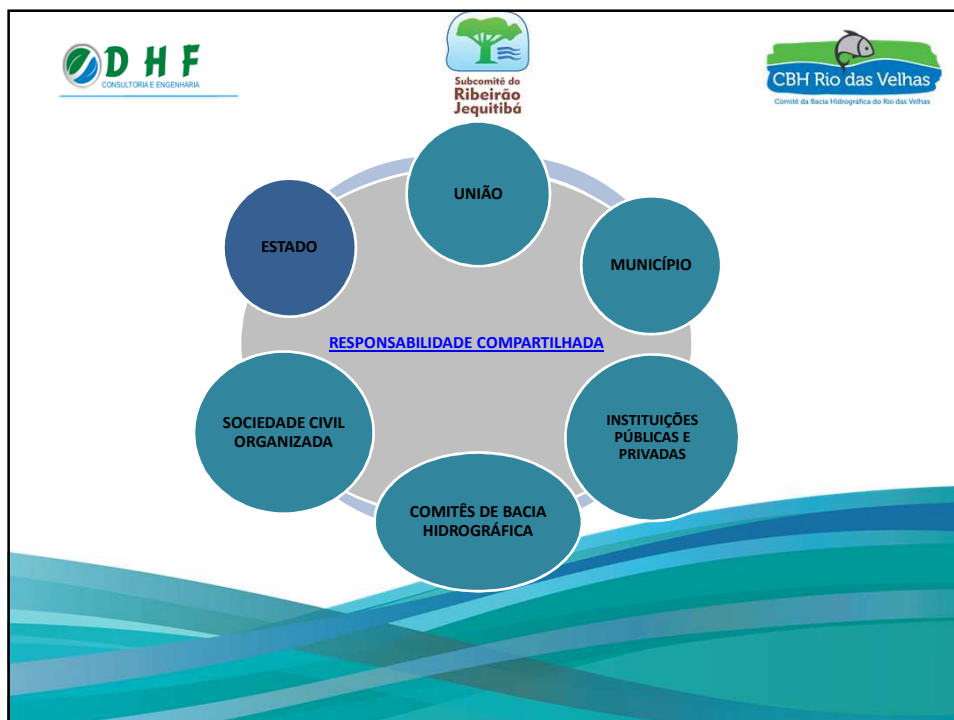 DHF
CONSULTORIA E ENGENHARIA
Subcomitê do
Ribeirão
Jequitibá
CBH Rio das Velhas
Comitê da Bacia Hidrográfica do Rio das Velhas
UNIÃO
ESTADO
MUNICÍPIO
RESPONSABILIDADE COMPARTILHADA
SOCIEDADE CIVIL
ORGANIZADA
INSTITUIÇÕES
PÚBLICAS E
PRIVADAS
COMITÊS DE BACIA
HIDROGRÁFICA